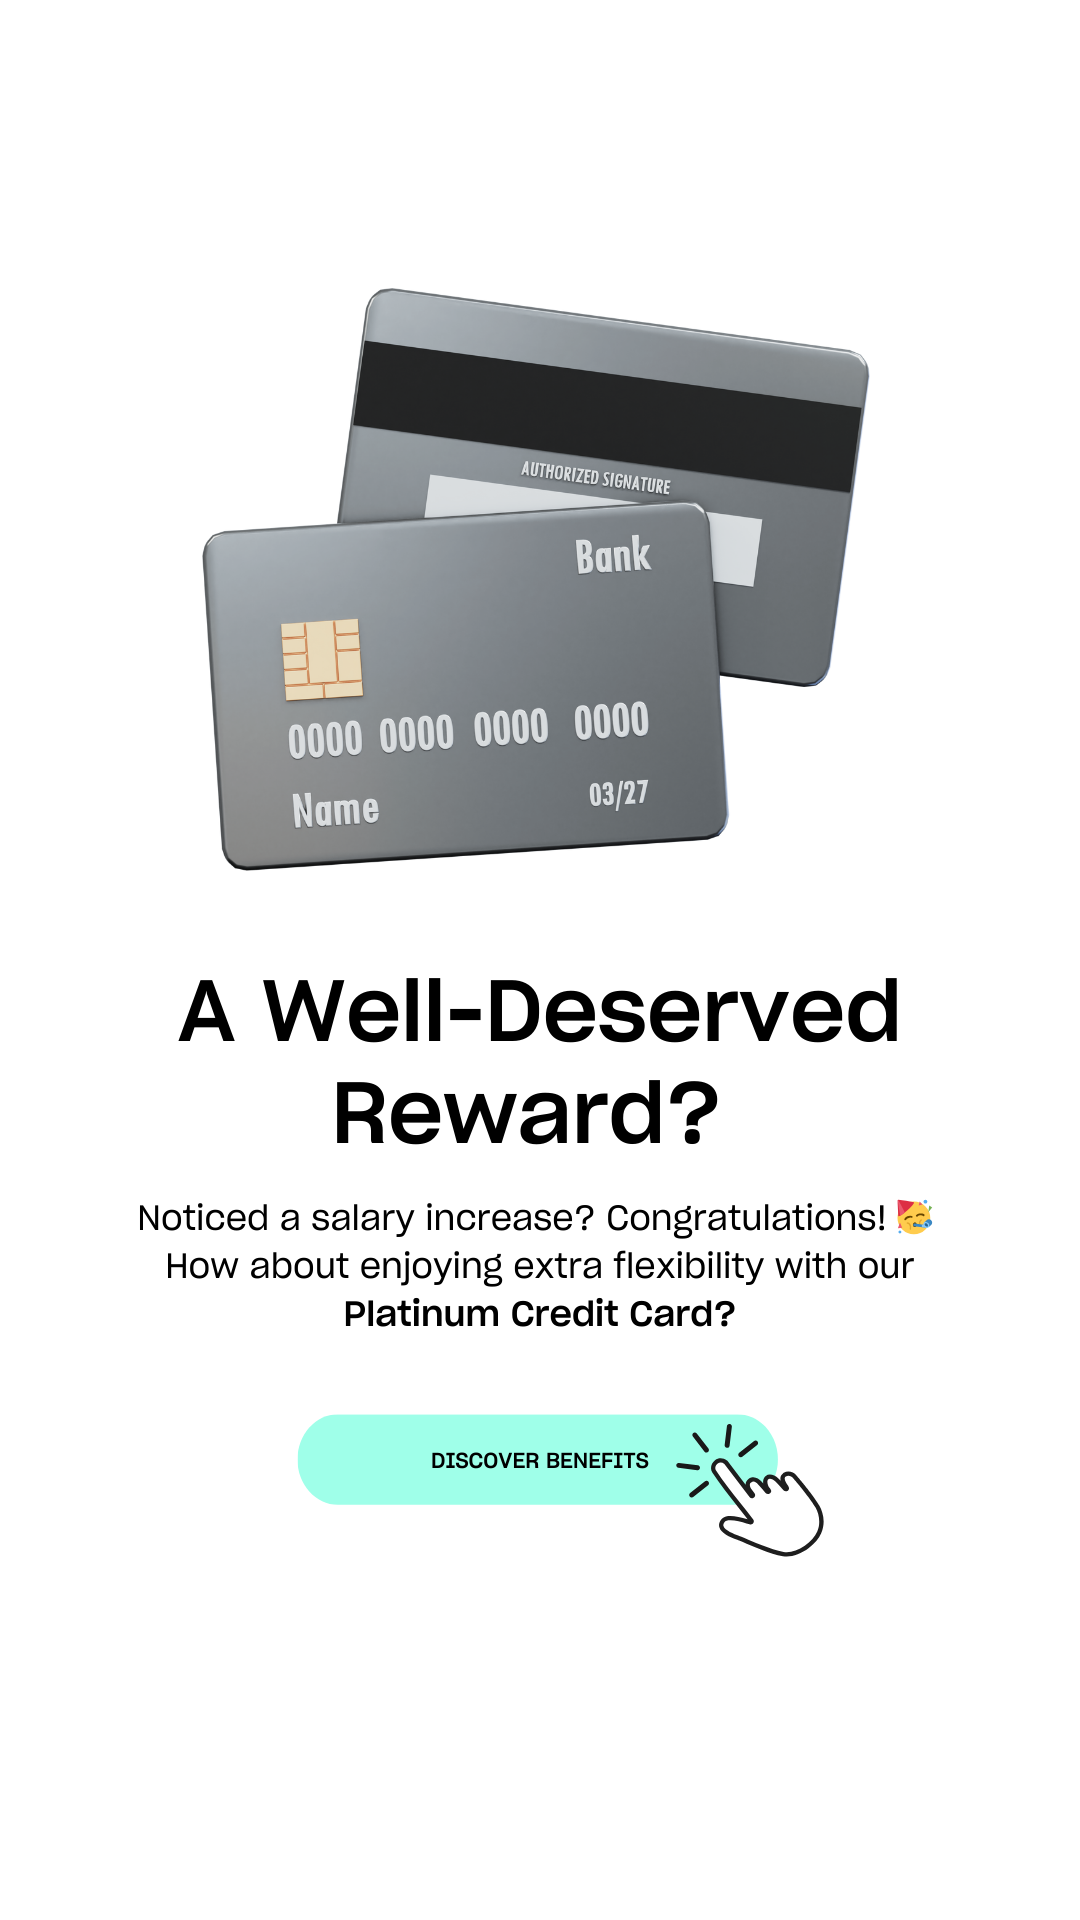 AUTHORIZED SIGNATURE
Bank
0000 0000 0000 0000
Name 03/27
A Well-Deserved
Reward?
Noticed a salary increase? Congratulations! 🥳
How about enjoying extra flexibility with our
Platinum Credit Card?
DISCOVER BENEFITS